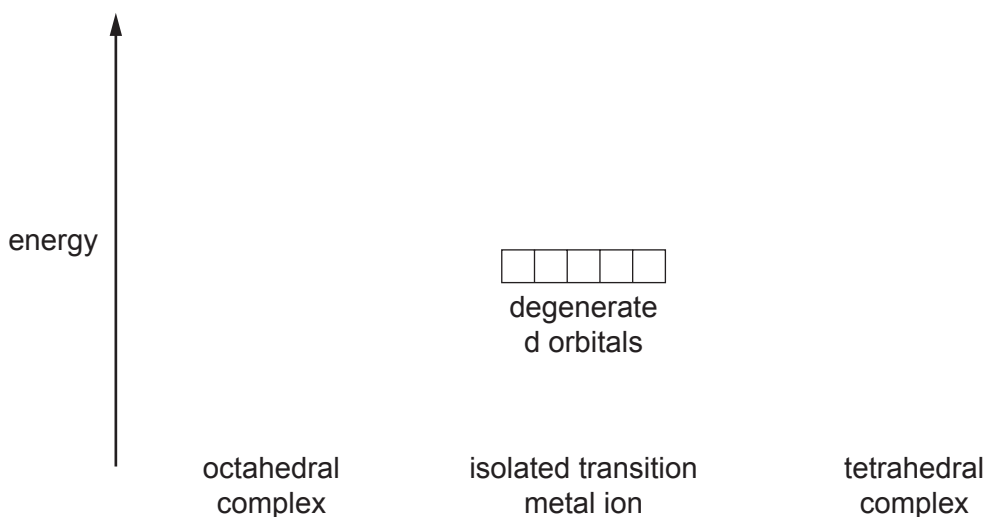 energy
degenerate
d orbitals
octahedral
complex
isolated transition
metal ion
tetrahedral
complex